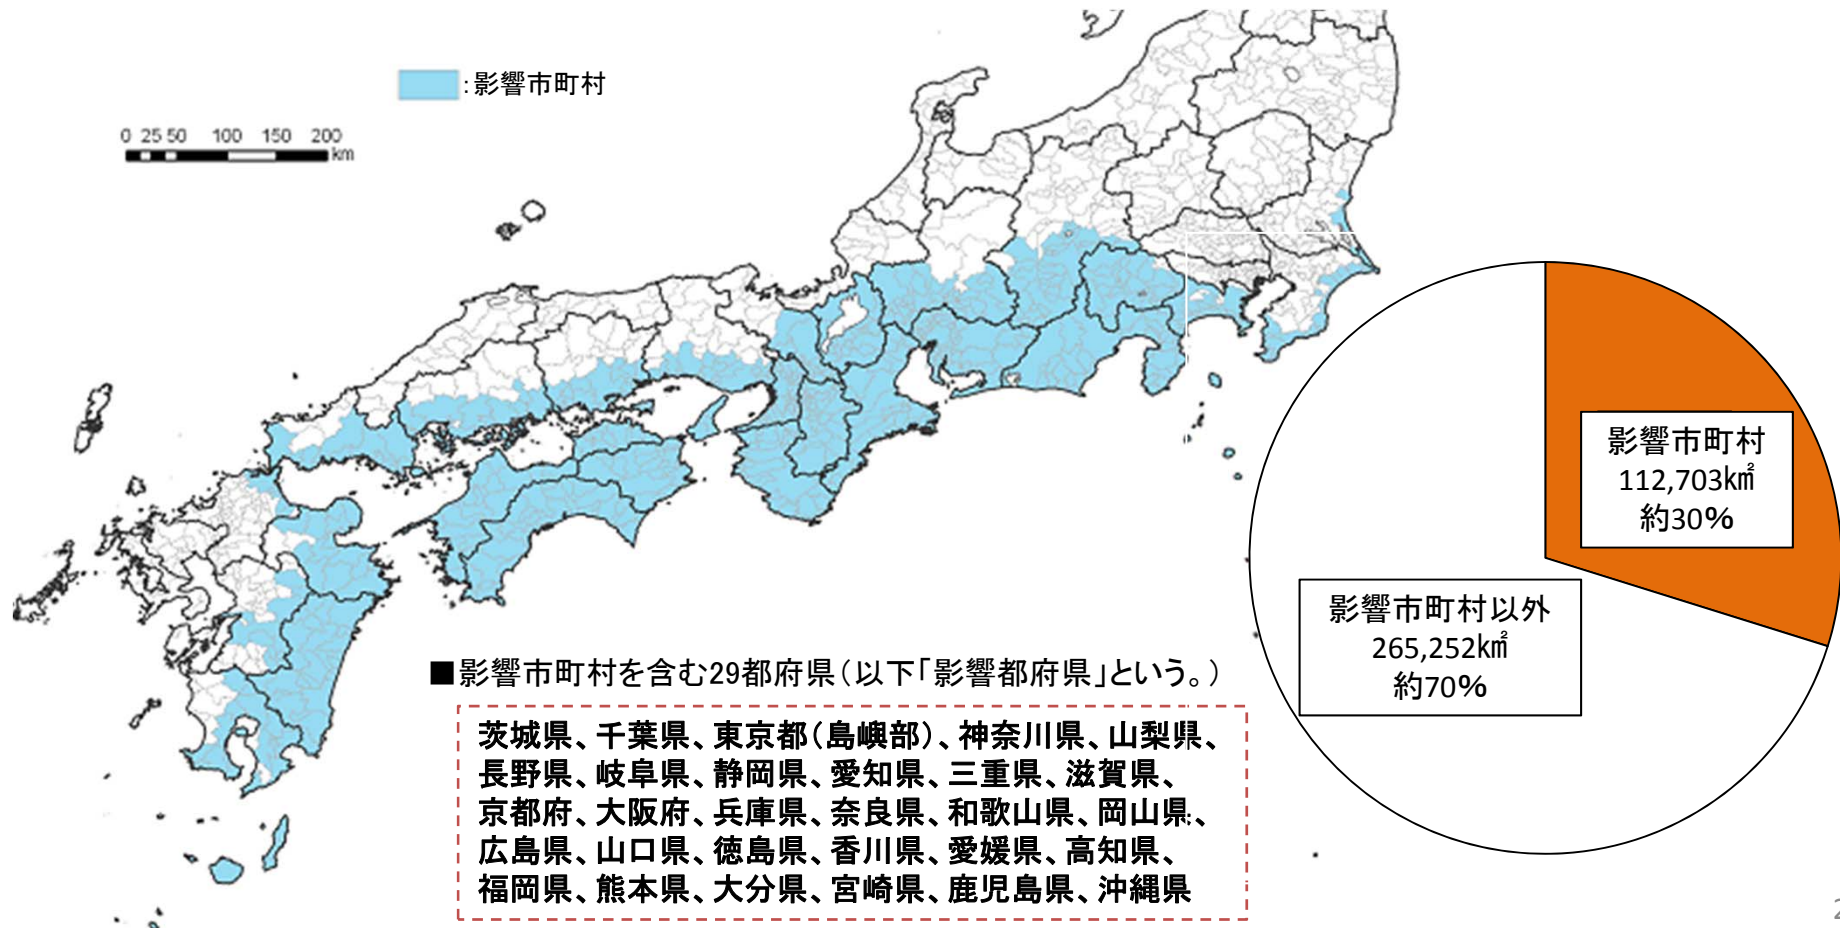 :影響市町村
0 25 50 100 150 200
km
影響市町村
112,703㎢
約30%
影響市町村以外
265,252㎢
約70%
■影響市町村を含む29都府県(以下「影響都府県」という。)
茨城県、千葉県、東京都(島嶼部)、神奈川県、山梨県、
長野県、岐阜県、静岡県、愛知県、三重県、滋賀県、
京都府、大阪府、兵庫県、奈良県、和歌山県、岡山県、
広島県、山口県、徳島県、香川県、愛媛県、高知県、
福岡県、熊本県、大分県、宮崎県、鹿児島県、沖縄県